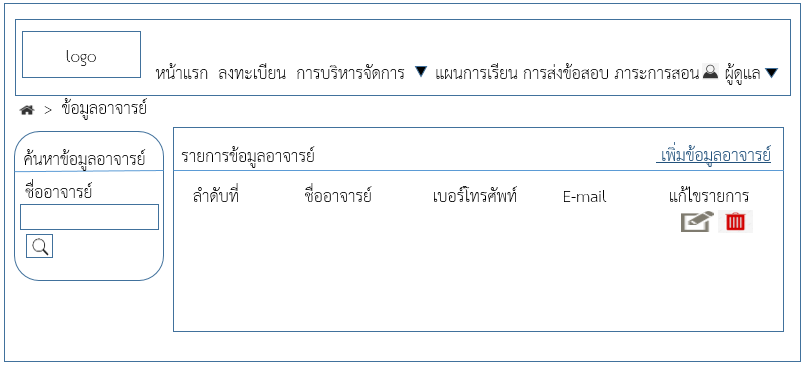 logo
หน้าแรก ลงทะเบียน การบริหารจัดการ ▼ แผนการเรียน การส่งข้อสอบ ภาระการสอน ผู้ดูแล ▼
> ข้อมูลอาจารย์
ค้นหาข้อมูลอาจารย์
ชื่ออาจารย์
รายการข้อมูลอาจารย์ เพิ่มข้อมูลอาจารย์
ลำดับที่ ชื่ออาจารย์ เบอร์โทรศัพท์ E-mail แก้ไขรายการ